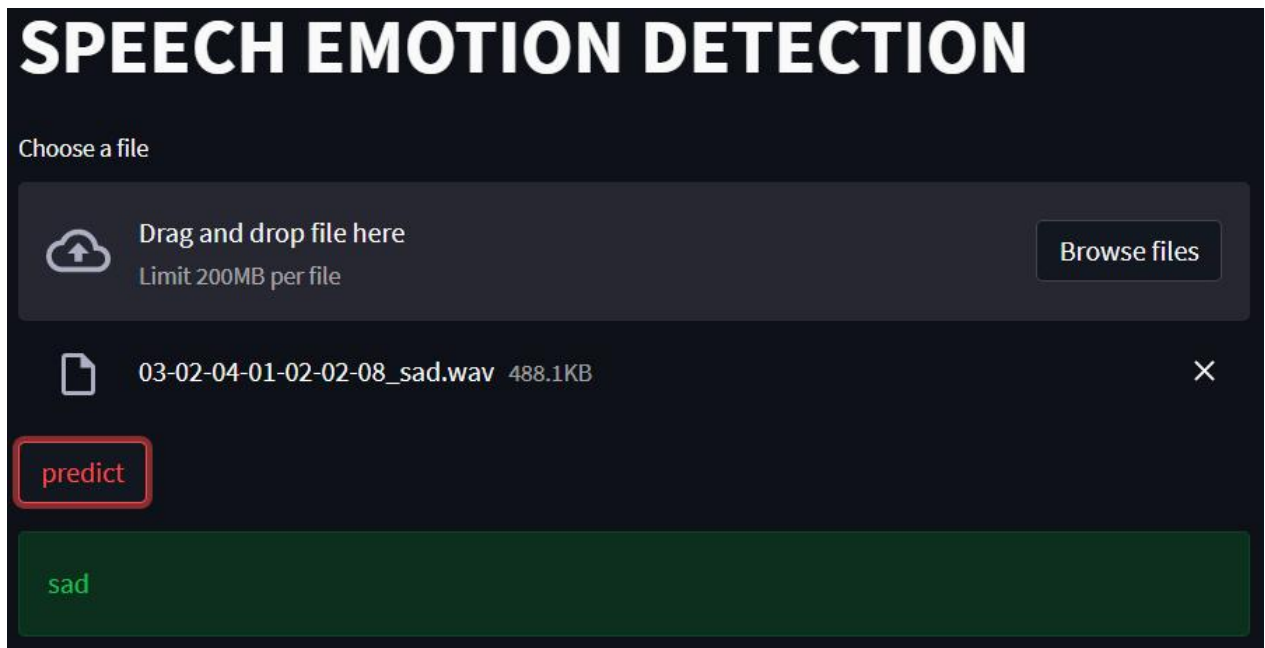 SPEECH EMOTION DETECTION
Choose a file
Drag and drop file here
Limit 200MB per file
Browse files
03-02-04-01-02-02-08_sad.wav 488.1KB
predict
sad